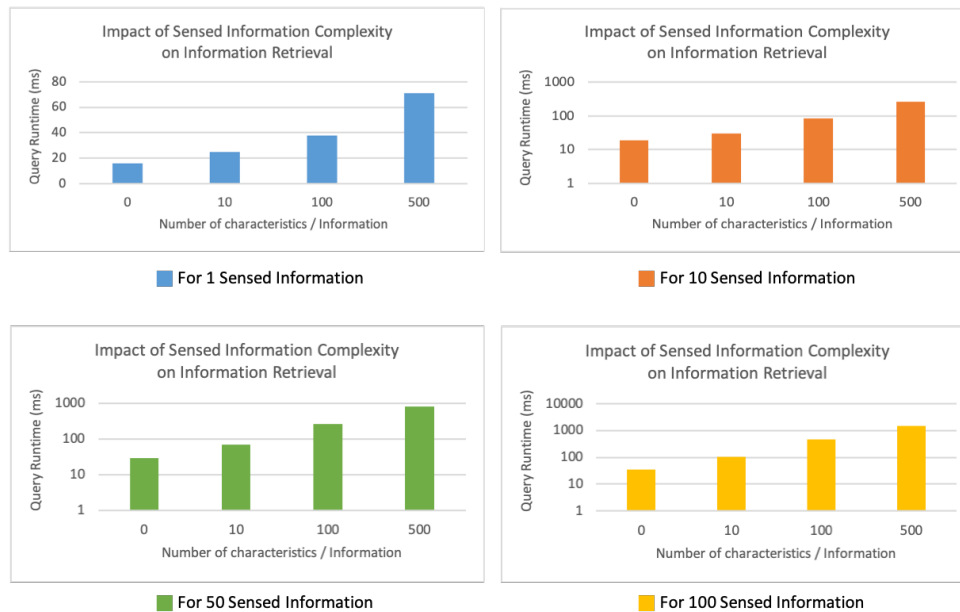 Impact of Sensed Information Complexity
on Information Retrieval
Query Runtime (ms)
80
60
40
20
0
0 10 100 500
Number of characteristics / Information
For 1 Sensed Information
Impact of Sensed Information Complexity
on Information Retrieval
Query Runtime (ms)
1000
100
10
1
0 10 100 500
Number of characteristics / Information
For 10 Sensed Information
Impact of Sensed Information Complexity
on Information Retrieval
Query Runtime (ms)
1000
100
10
1
0 10 100 500
Number of characteristics / Information
For 50 Sensed Information
Impact of Sensed Information Complexity
on Information Retrieval
Query Runtime (ms)
10000
1000
100
10
1
0 10 100 500
Number of characteristics / Information
For 100 Sensed Information